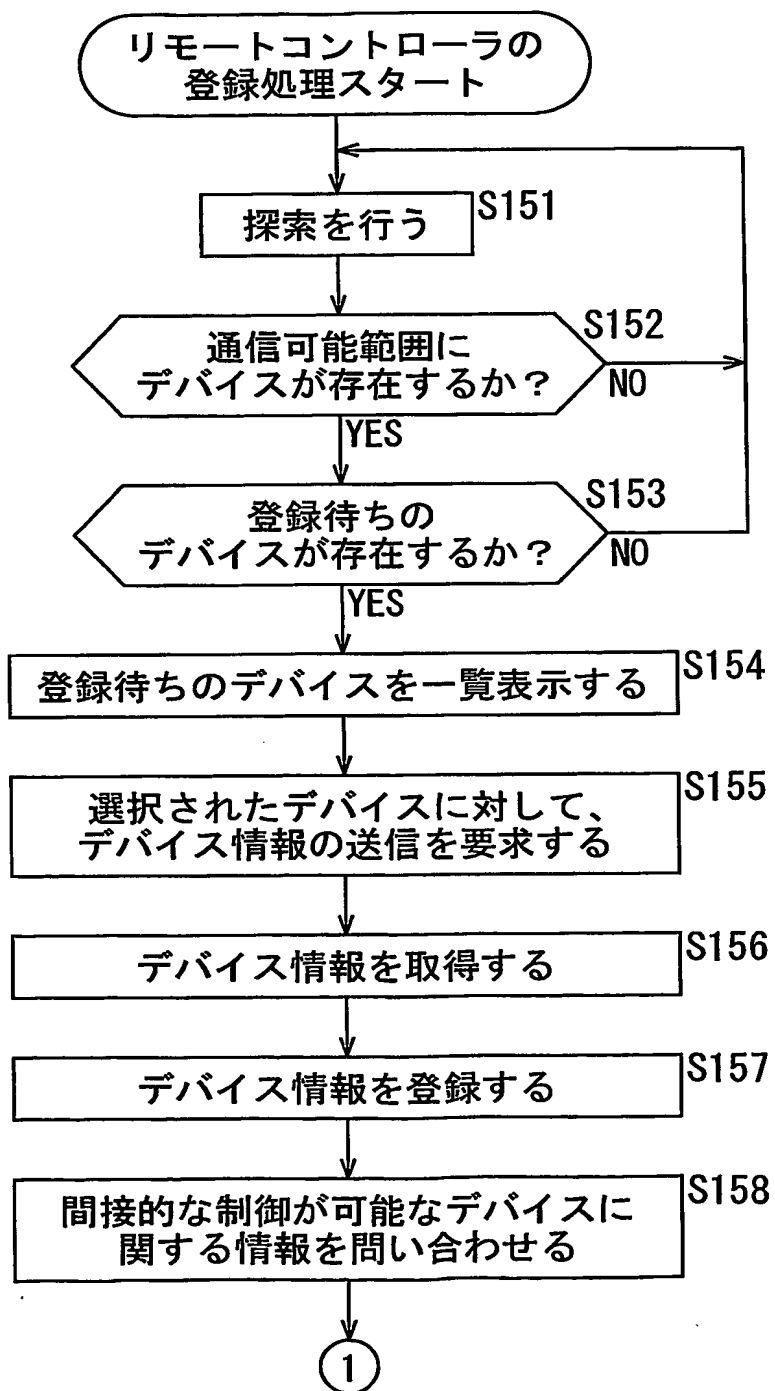 リモートコントローラの
登録処理スタート
探索を行う
S151
通信可能範囲に
デバイスが存在するか？
S152
NO
YES
登録待ちの
デバイスが存在するか？
S153
NO
YES
登録待ちのデバイスを一覧表示する
S154
選択されたデバイスに対して、
デバイス情報の送信を要求する
S155
デバイス情報を取得する
S156
デバイス情報を登録する
S157
間接的な制御が可能なデバイスに
関する情報を問い合わせる
S158
1